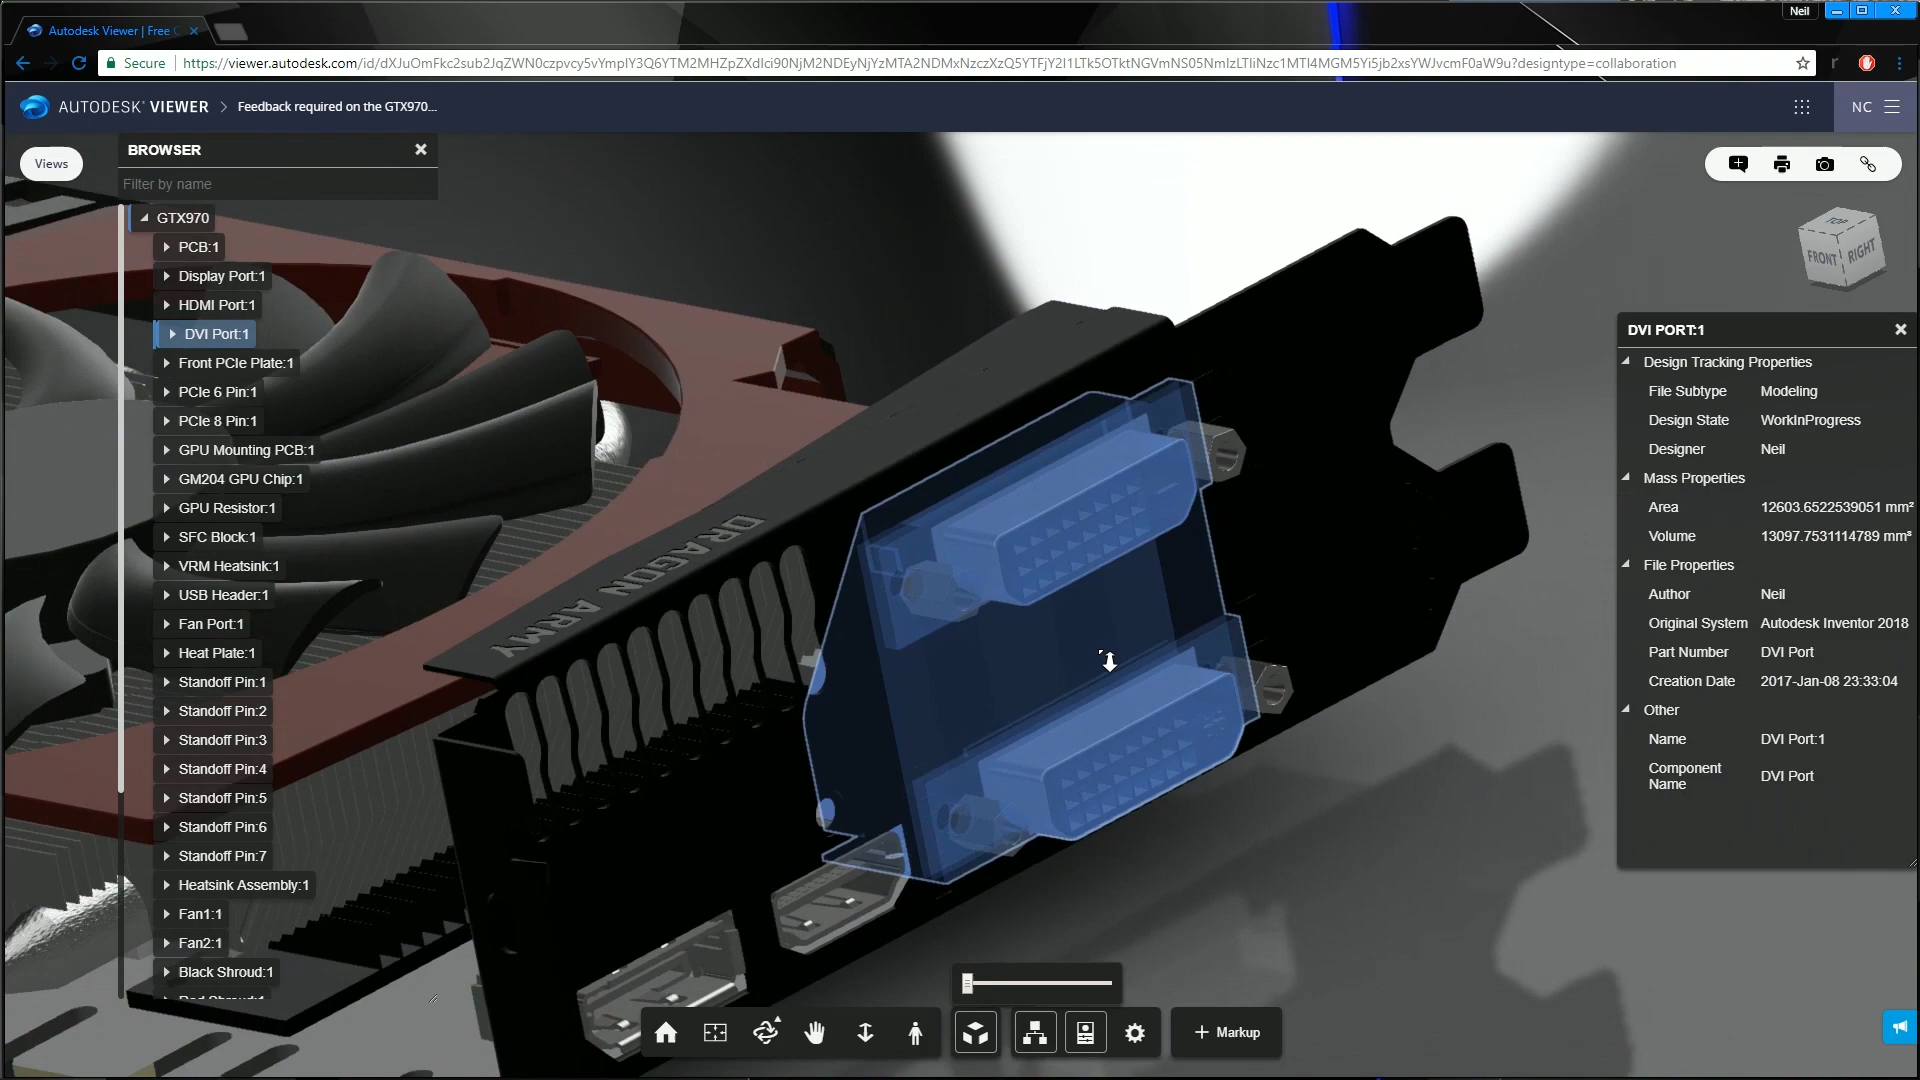 Neil
Autodesk Viewer | Free
Secure
https://viewer.autodesk.com/id/
?designtype=collaboration
AUTODESK VIEWER > Feedback required on the GTX970...
NC
Views
BROWSER
Filter by name
GTX970
PCB:1
Display Port:1
HDMI Port:1
DVI Port:1
Front PCIe Plate:1
PCIe 6 Pin:1
PCIe 8 Pin:1
GPU Mounting PCB:1
GM204 GPU Chip:1
GPU Resistor:1
SFC Block:1
VRM Heatsink:1
USB Header:1
Fan Port:1
Heat Plate:1
Standoff Pin:1
Standoff Pin:2
Standoff Pin:3
Standoff Pin:4
Standoff Pin:5
Standoff Pin:6
Standoff Pin:7
Heatsink Assembly:1
Fan1:1
Fan2:1
Black Shroud:1
DRAGON ARMY
TOP
FRONT
RIGHT
DVI PORT:1
Design Tracking Properties
File Subtype Modeling
Design State WorkInProgress
Designer Neil
Mass Properties
Area 12603.6522539051 mm²
Volume 13097.7531114789 mm³
File Properties
Author Neil
Original System Autodesk Inventor 2018
Part Number DVI Port
Creation Date 2017-Jan-08 23:33:04
Other
Name DVI Port:1
Component Name DVI Port
+ Markup